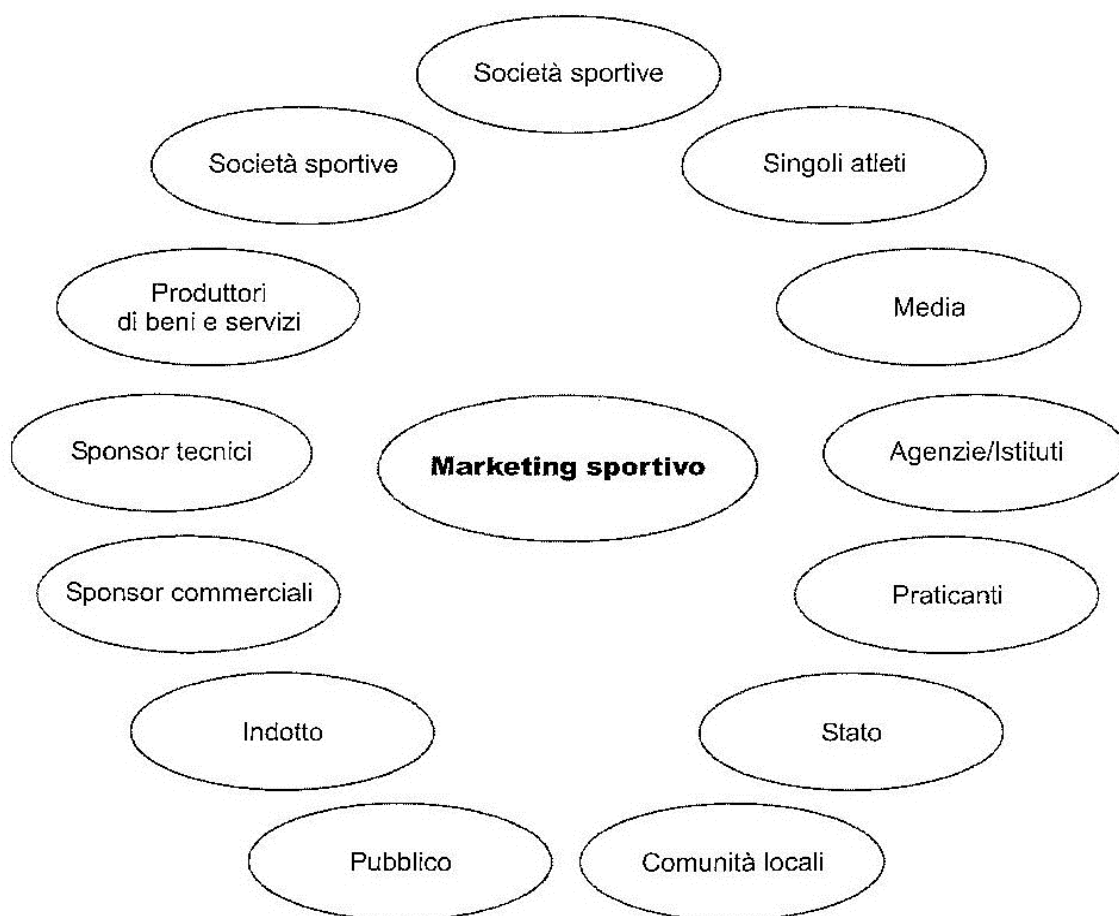 Società sportive
Società sportive
Singoli atleti
Produttori
di beni e servizi
Media
Sponsor tecnici
Marketing sportivo
Agenzie/Istituti
Sponsor commerciali
Praticanti
Indotto
Stato
Pubblico
Comunità locali